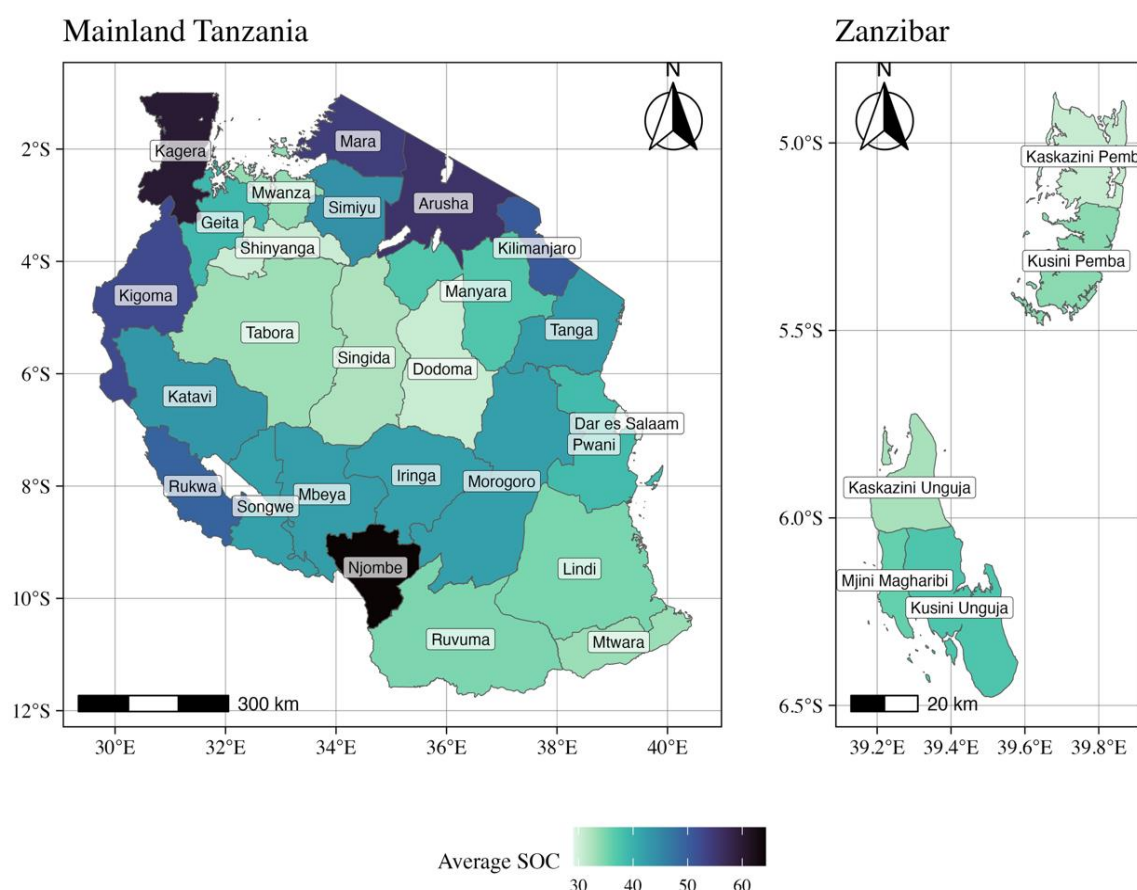 Mainland Tanzania
Zanzibar
N
N
2°S
4°S
6°S
8°S
10°S
12°S
Kagera
Mara
Mwanza
Arusha
Simiyu
Geita
Shinyanga
Kilimanjaro
Kigoma
Manyara
Tabora
Tanga
Singida
Dodoma
Katavi
Dar es Salaam
Pwani
Rukwa
Iringa
Morogoro
Mbeya
Songwe
Njombe
Lindi
Ruvuma
Mtwara
300 km
30°E 32°E 34°E 36°E 38°E 40°E
5.0°S
5.5°S
6.0°S
6.5°S
Kaskazini Pemb
Kusini Pemba
Kaskazini Unguja
Mjini Magharibi
Kusini Unguja
20 km
39.2°E 39.4°E 39.6°E 39.8°E
Average SOC
30 40 50 60